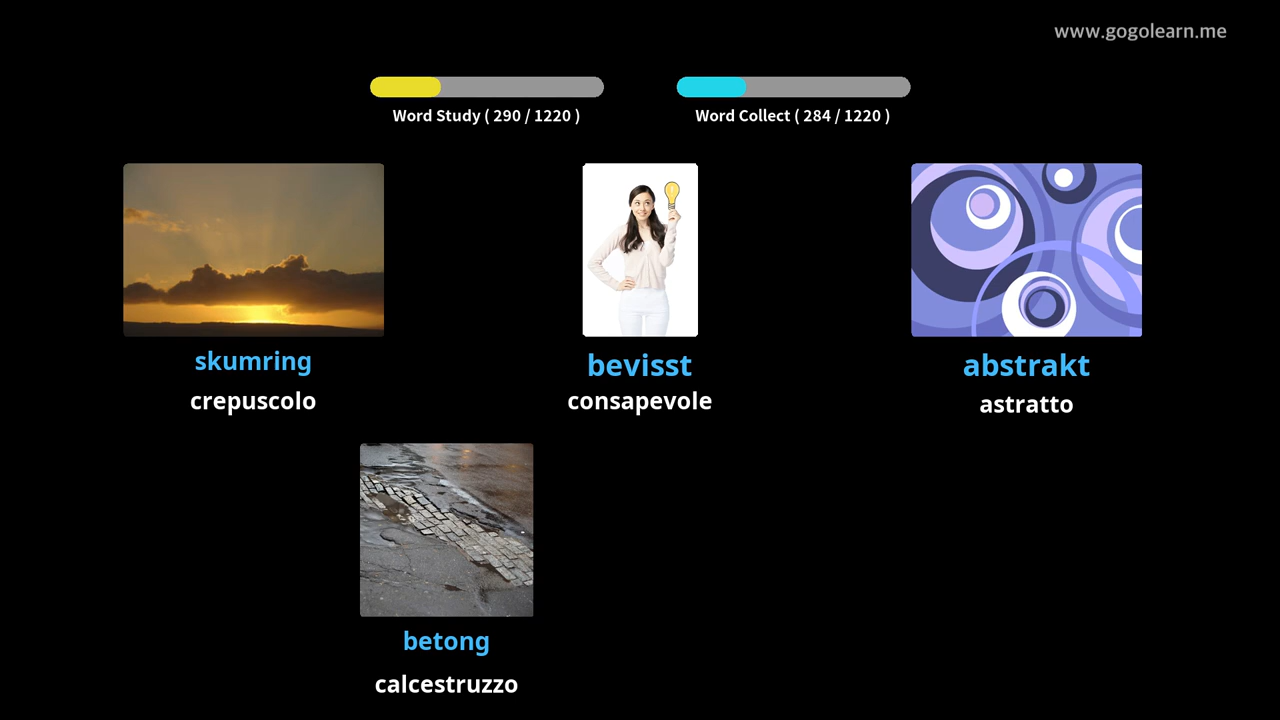 www.gogolearn.me
Word Study ( 290 / 1220 )
Word Collect ( 284 / 1220 )
skumring
crepuscolo
bevisst
consapevole
abstrakt
astratto
betong
calcestruzzo